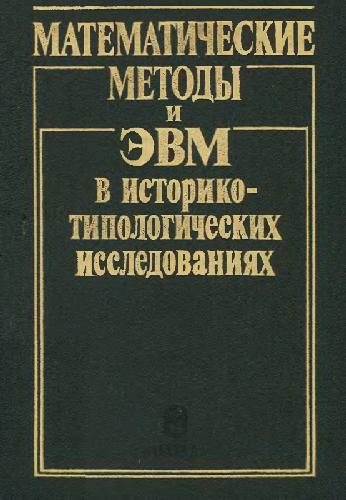 МАТЕМАТИЧЕСКИЕ
МЕТОДЫ
И
ЭВМ
В ИСТОРИКО-
ТИПОЛОГИЧЕСКИХ
ИССЛЕДОВАНИЯХ